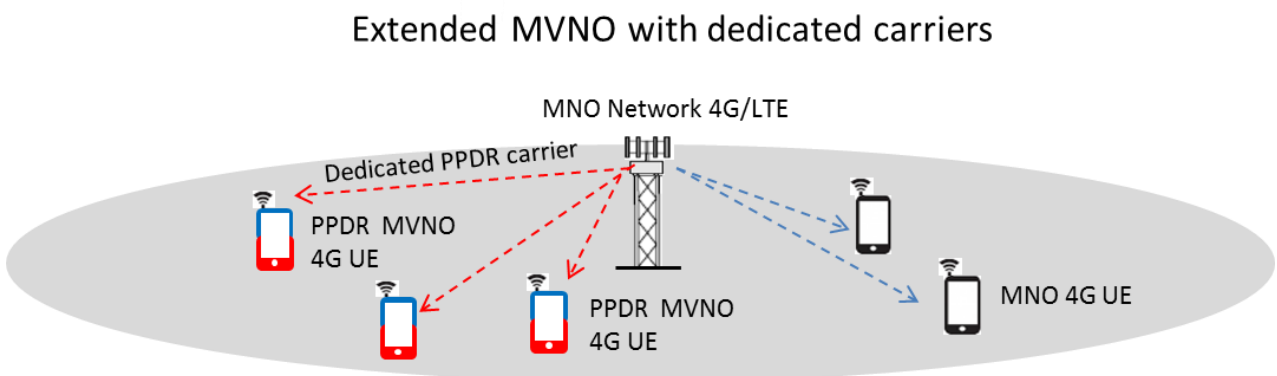 Extended MVNO with dedicated carriers
MNO Network 4G/LTE
Dedicated PPDR carrier
PPDR MVNO
4G UE
PPDR MVNO
4G UE
MNO 4G UE